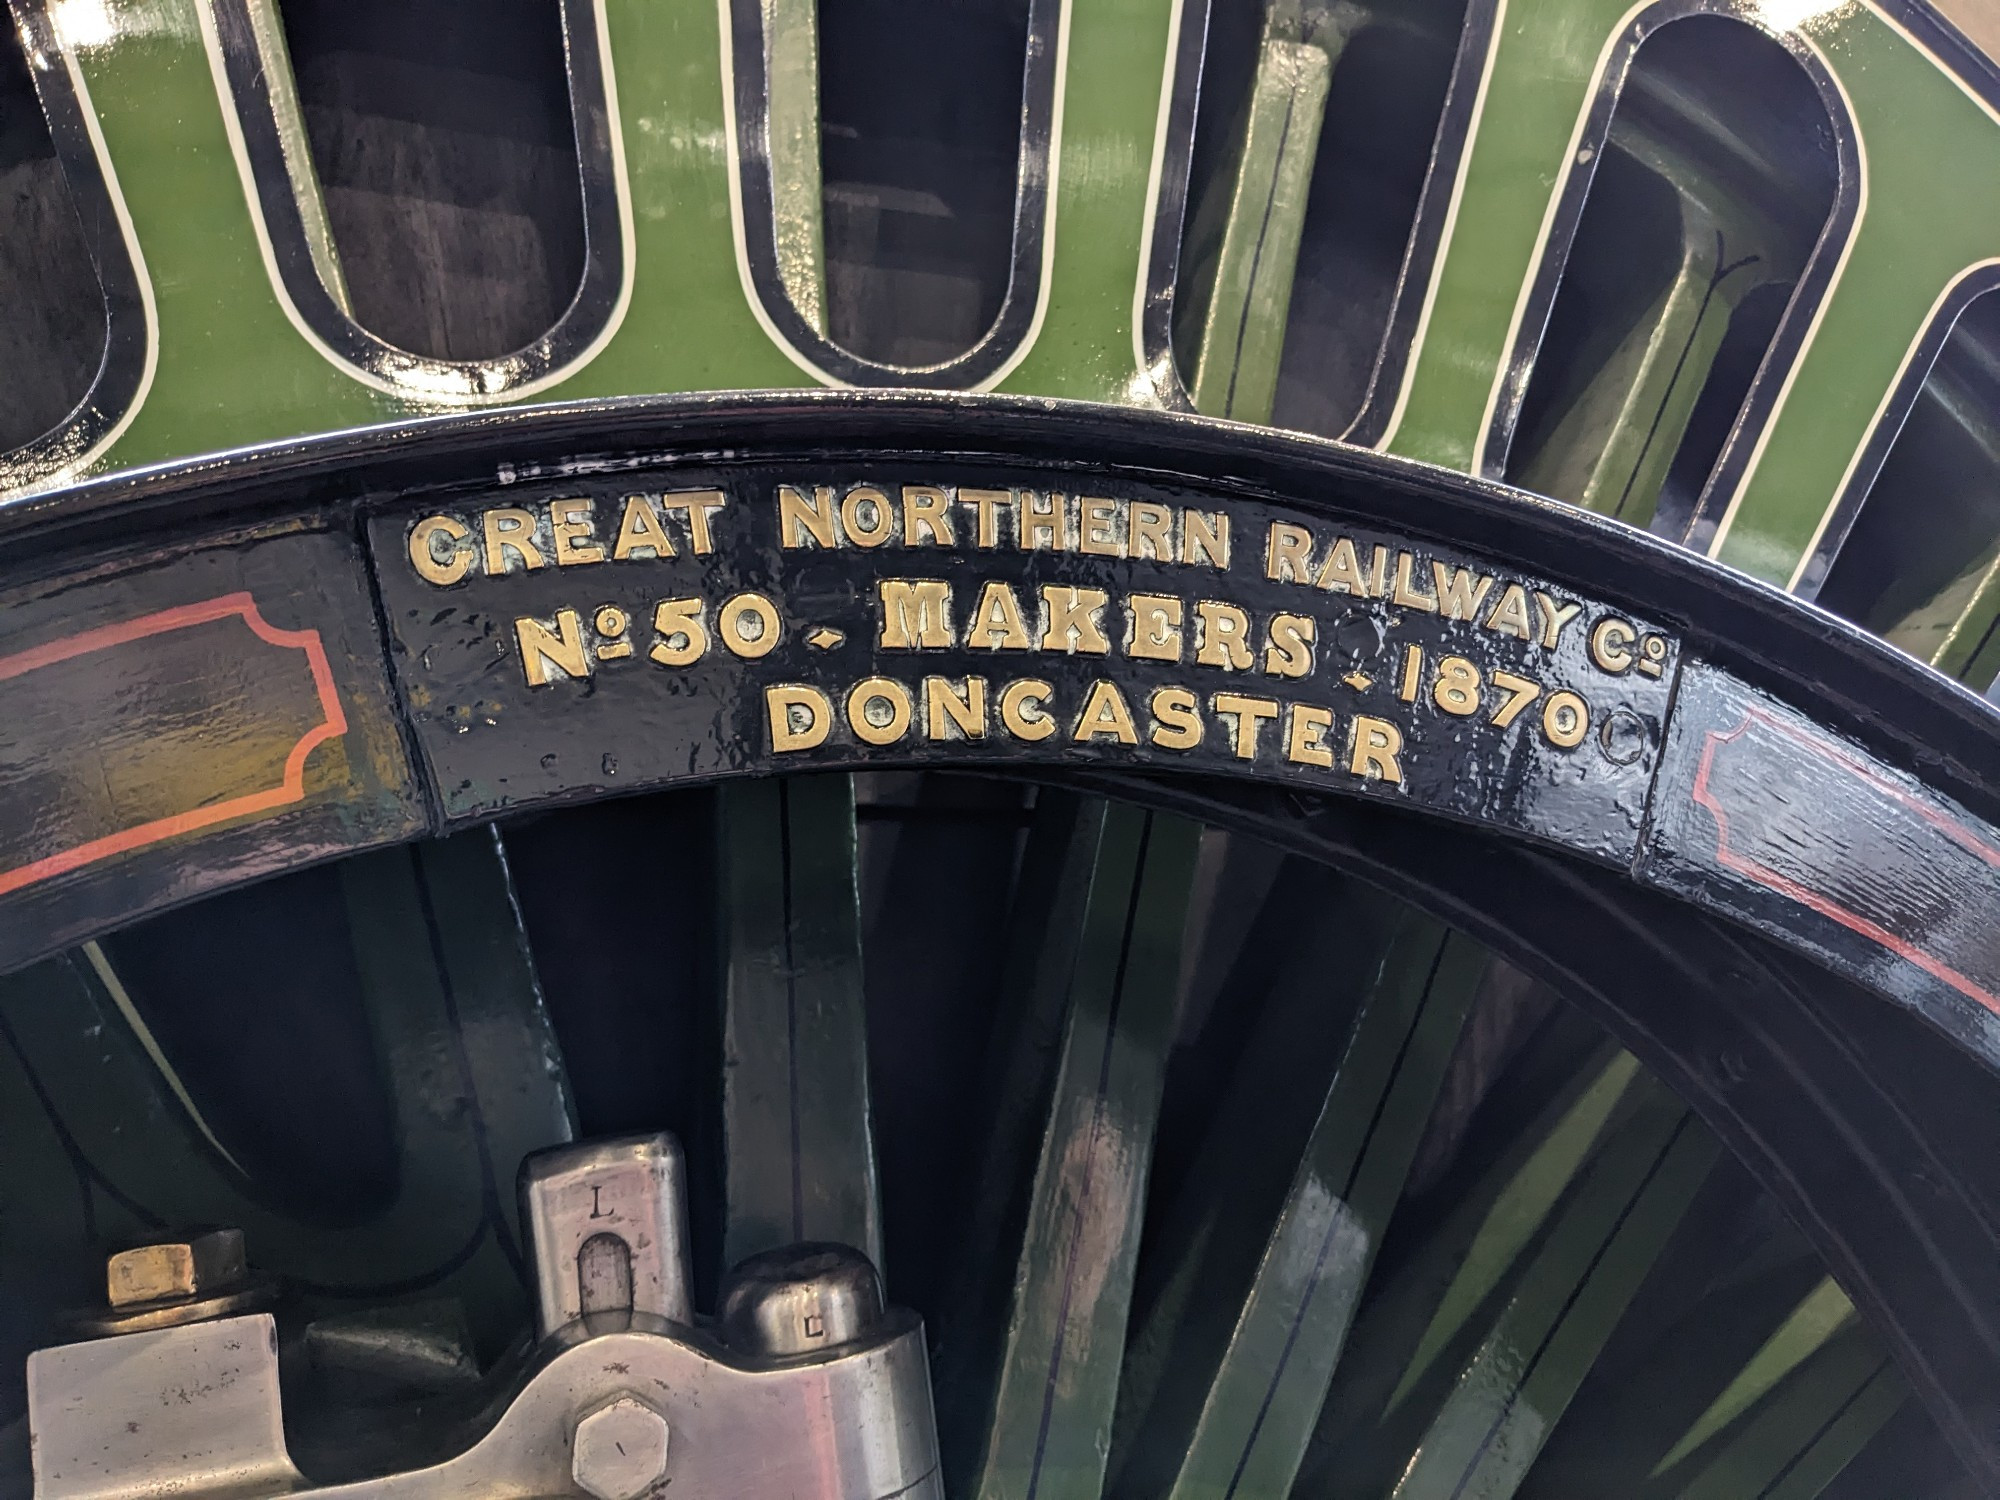 GREAT NORTHERN RAILWAY Cº
Nº 50 · MAKERS · 1870
DONCASTER
L
L